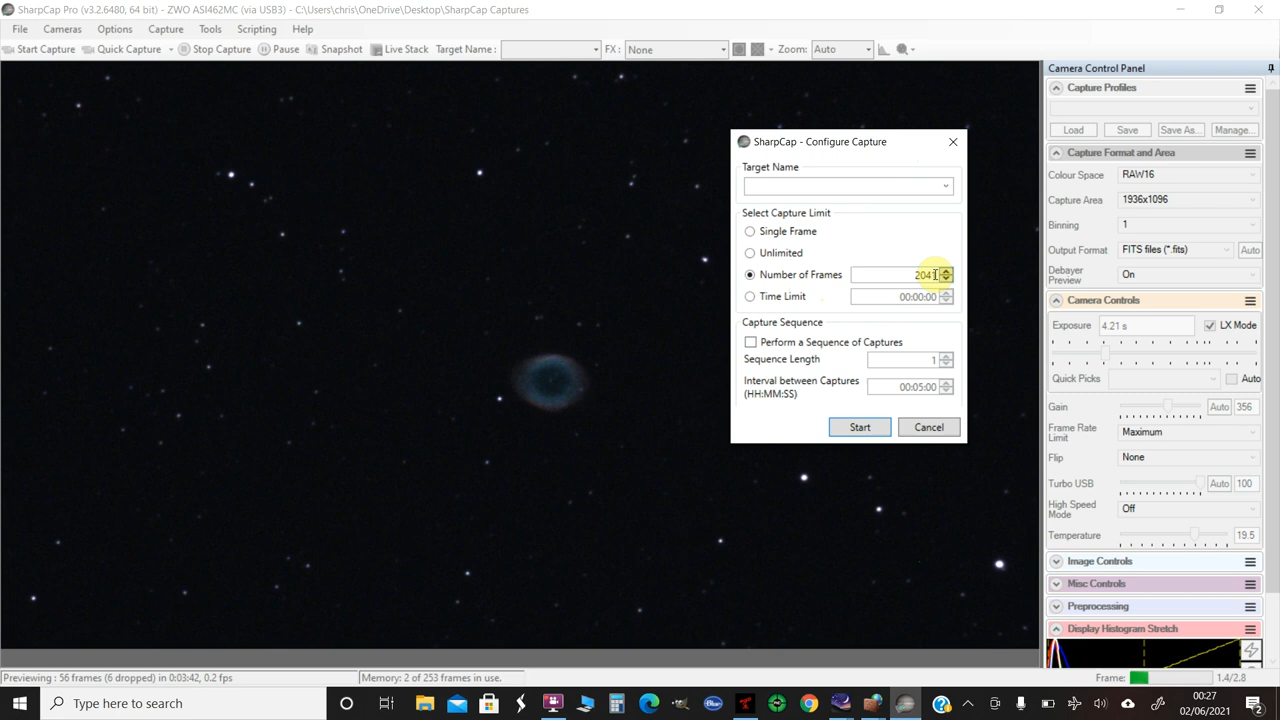 SharpCap Pro (v3.2.6480, 64 bit) - ZWO ASI462MC (via USB3) - C:\Users\chris\OneDrive\Desktop\SharpCap Captures
File Cameras Options Capture Tools Scripting Help
Start Capture Quick Capture Stop Capture Pause Snapshot Live Stack Target Name : FX : None Zoom: Auto
Camera Control Panel
Capture Profiles
Load Save Save As... Manage...
Capture Format and Area
Colour Space RAW16
Capture Area 1936x1096
Binning 1
Output Format FITS files (*.fits) Auto
Debayer Preview On
Camera Controls
Exposure 4.21 s LX Mode
Quick Picks Auto
Gain Auto 356
Frame Rate Limit Maximum
Flip None
Turbo USB Auto 100
High Speed Mode Off
Temperature 19.5
Image Controls
Misc Controls
Preprocessing
Display Histogram Stretch
SharpCap - Configure Capture
Target Name
Select Capture Limit
Single Frame
Unlimited
Number of Frames
Time Limit 00:00:00
Capture Sequence
Perform a Sequence of Captures
Sequence Length 1
Interval between Captures 00:05:00
(HH:MM:SS)
Start Cancel
Previewing : 56 frames (6 dropped) in 0:03:42, 0.2 fps Memory: 2 of 253 frames in use. Frame: 1.4/2.8
Type here to search
00:27
02/06/2021
2